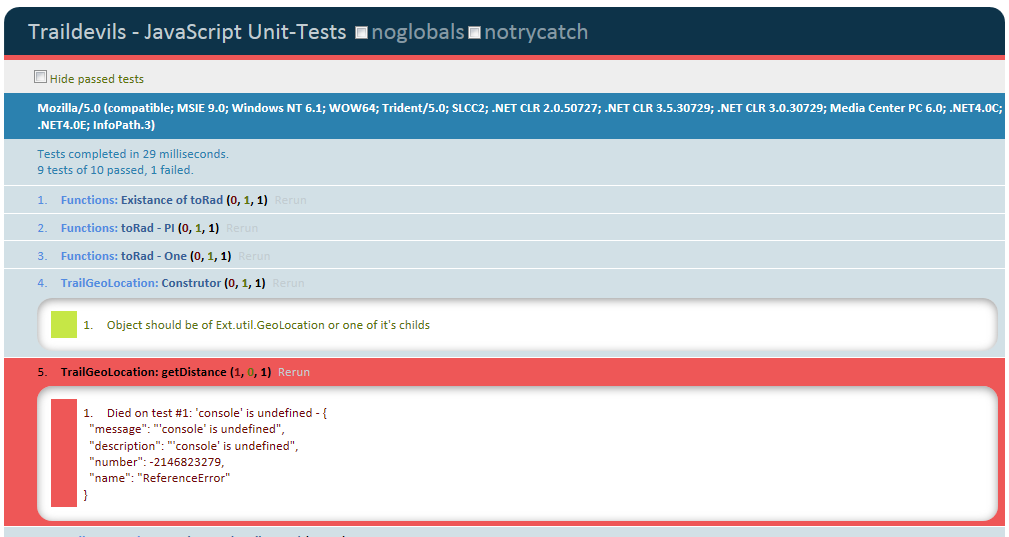 Traildevils - JavaScript Unit-Tests noglobals notrycatch
Hide passed tests
Mozilla/5.0 (compatible; MSIE 9.0; Windows NT 6.1; WOW64; Trident/5.0; SLCC2; .NET CLR 2.0.50727; .NET CLR 3.5.30729; .NET CLR 3.0.30729; Media Center PC 6.0; .NET4.0C;
.NET4.0E; InfoPath.3)
Tests completed in 29 milliseconds.
9 tests of 10 passed, 1 failed.
1. Functions: Existance of toRad (0, 1, 1) Rerun
2. Functions: toRad - PI (0, 1, 1) Rerun
3. Functions: toRad - One (0, 1, 1) Rerun
4. TrailGeoLocation: Construtor (0, 1, 1) Rerun
1. Object should be of Ext.util.GeoLocation or one of it's childs
5. TrailGeoLocation: getDistance (1, 0, 1) Rerun
1. Died on test #1: 'console' is undefined - {
"message": "'console' is undefined",
"description": "'console' is undefined",
"number": -2146823279,
"name": "ReferenceError"
}